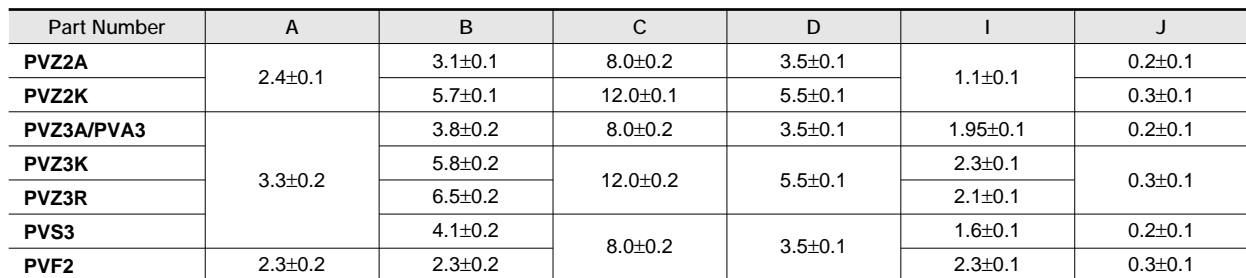 Part Number A B C D I J
PVZ2A 2.4±0.1 3.1±0.1 8.0±0.2 3.5±0.1 1.1±0.1 0.2±0.1
PVZ2K 5.7±0.1 12.0±0.1 5.5±0.1 0.3±0.1
PVZ3A/PVA3 3.3±0.2 3.8±0.2 8.0±0.2 3.5±0.1 1.95±0.1 0.2±0.1
PVZ3K 5.8±0.2 12.0±0.2 5.5±0.1 2.3±0.1 0.3±0.1
PVZ3R 6.5±0.2 2.1±0.1
PVS3 4.1±0.2 8.0±0.2 3.5±0.1 1.6±0.1 0.2±0.1
PVF2 2.3±0.2 2.3±0.2 2.3±0.1 0.3±0.1